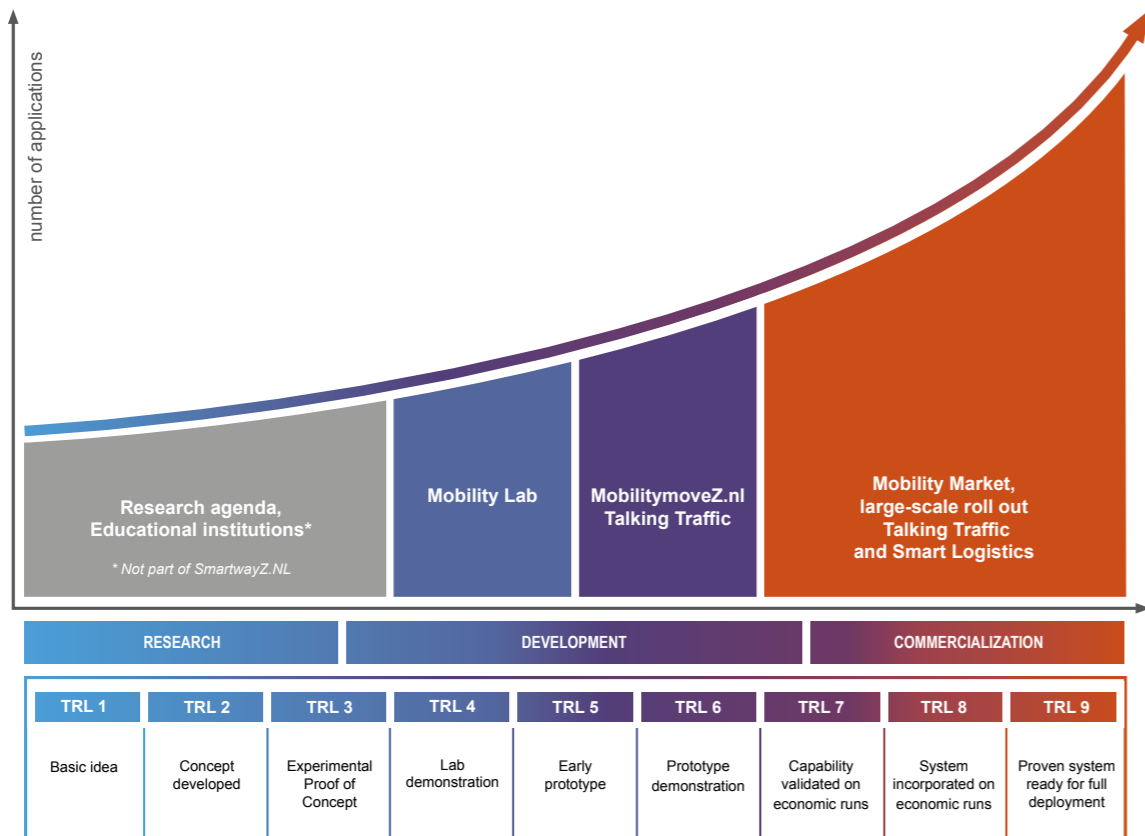 number of applications
Research agenda,
Educational institutions*
* Not part of SmartwayZ.NL
Mobility Lab
MobilitymoveZ.nl
Talking Traffic
Mobility Market,
large-scale roll out
Talking Traffic
and Smart Logistics
RESEARCH
DEVELOPMENT
COMMERCIALIZATION
TRL 1
TRL 2
TRL 3
TRL 4
TRL 5
TRL 6
TRL 7
TRL 8
TRL 9
Basic idea
Concept
developed
Experimental
Proof of
Concept
Lab
demonstration
Early
prototype
Prototype
demonstration
Capability
validated on
economic runs
System
incorporated on
economic runs
Proven system
ready for full
deployment